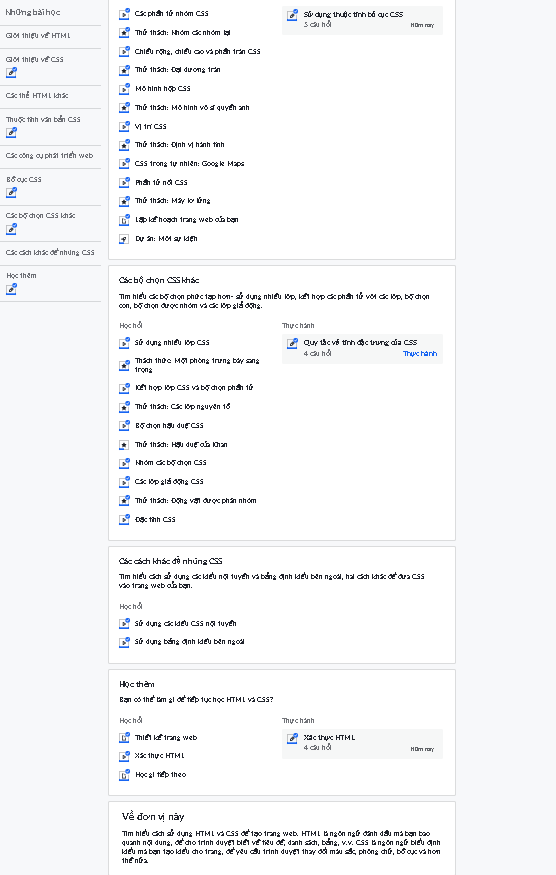 Những bài học
Giới thiệu về HTML
Giới thiệu về CSS
Các thẻ HTML khác
Thuộc tính văn bản CSS
Các công cụ phát triển web
Bố cục CSS
Các bộ chọn CSS khác
Các cách khác để nhúng CSS
Học thêm
Các phần tử nhóm CSS
Thử thách: Nhóm các nhóm lại
Chiều rộng, chiều cao và phần tràn CSS
Thử thách: Đại dương tràn
Mô hình hộp CSS
Thử thách: Mô hình võ sĩ quyền anh
Vị trí CSS
Thử thách: Định vị hành tinh
CSS trong tự nhiên: Google Maps
Phần tử nổi CSS
Thử thách: Mây lơ lửng
Lập kế hoạch trang web của bạn
Dự án: Mời sự kiện
Sử dụng thuộc tính bố cục CSS
5 câu hỏi
Hôm nay
Các bộ chọn CSS khác
Tìm hiểu các bộ chọn phức tạp hơn- sử dụng nhiều lớp, kết hợp các phần tử với các lớp, bộ chọn
con, bộ chọn được nhóm và các lớp giả động.
Học hỏi
Sử dụng nhiều lớp CSS
Thách thức: Một phòng trưng bày sang
trọng
Kết hợp lớp CSS và bộ chọn phần tử
Thử thách: Các lớp nguyên tố
Bộ chọn hậu duệ CSS
Thử thách: Hậu duệ của Khan
Nhóm các bộ chọn CSS
Các lớp giả động CSS
Thử thách: Động vật được phân nhóm
Đặc tính CSS
Thực hành
Quy tắc về tính đặc trưng của CSS
4 câu hỏi
Thực hành
Các cách khác để nhúng CSS
Tìm hiểu cách sử dụng các kiểu nội tuyến và bảng định kiểu bên ngoài, hai cách khác để đưa CSS
vào trang web của bạn.
Học hỏi
Sử dụng các kiểu CSS nội tuyến
Sử dụng bảng định kiểu bên ngoài
Học thêm
Bạn có thể làm gì để tiếp tục học HTML và CSS?
Học hỏi
Thiết kế trang web
Xác thực HTML
Học gì tiếp theo
Thực hành
Xác thực HTML
4 câu hỏi
Hôm nay
Về đơn vị này
Tìm hiểu cách sử dụng HTML và CSS để tạo trang web. HTML là ngôn ngữ đánh dấu mà bạn bao
quanh nội dung, để cho trình duyệt biết về tiêu đề, danh sách, bảng, v.v. CSS là ngôn ngữ biểu định
kiểu mà bạn tạo kiểu cho trang, để yêu cầu trình duyệt thay đổi màu sắc, phông chữ, bố cục và hơn
thế nữa.